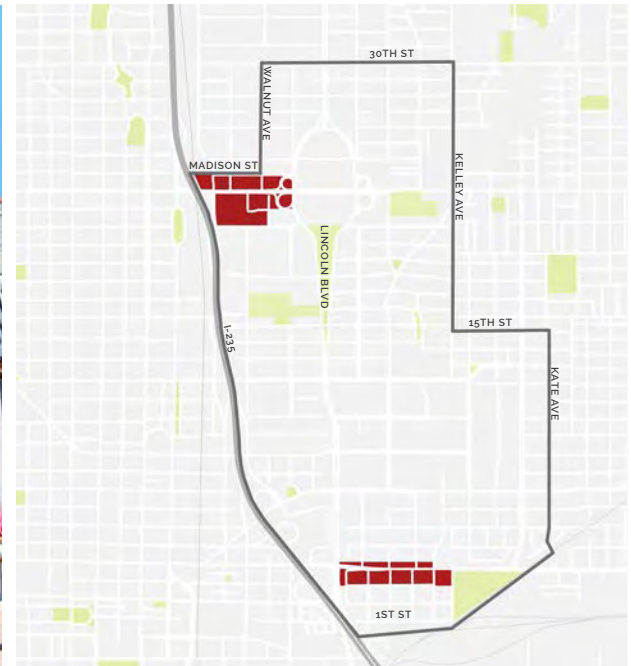 30TH ST
WALNUT AVE
MADISON ST
KELLEY AVE
LINCOLN BLVD
I-235
15TH ST
KATE AVE
1ST ST